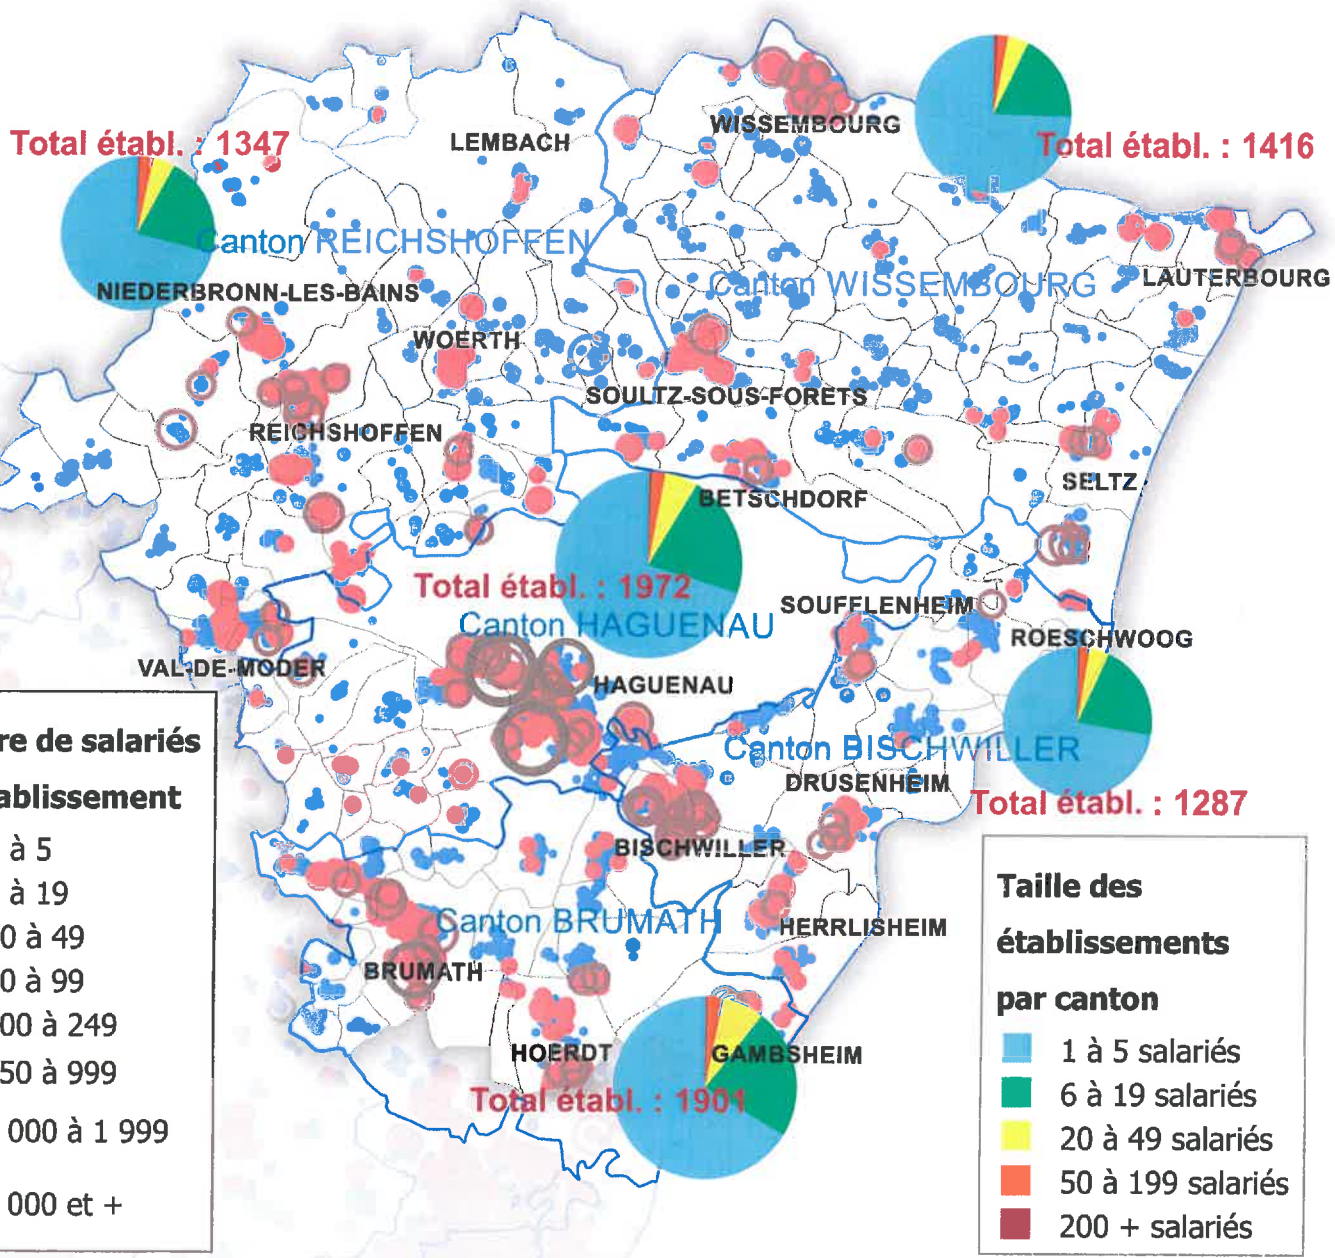 Total établ. : 1347
LEMBACH
WISSEMBOURG
Total établ. : 1416
Canton REICHSHOFFEN
Canton WISSEMBOURG
LAUTERBOURG
NIEDERBRONN-LES-BAINS
WOERTH
SOULTZ-SOUS-FORETS
REICHSHOFFEN
SELTZ
BETSCHDORF
Total établ. : 1972
SOUFFLENHEIM
Canton HAGUENAU
ROESCHWOOG
VAL-DE-MODER
HAGUENAU
Canton BISCHWILLER
DRUSENHEIM
Total établ. : 1287
BISCHWILLER
Canton BRUMATH
HERRLISHEIM
BRUMATH
HOERDT
GAMBSHEIM
Total établ. : 1901
re de salariés
ablissement
à 5
à 19
0 à 49
0 à 99
00 à 249
50 à 999
000 à 1 999
000 et +
Taille des
établissements
par canton
1 à 5 salariés
6 à 19 salariés
20 à 49 salariés
50 à 199 salariés
200 + salariés